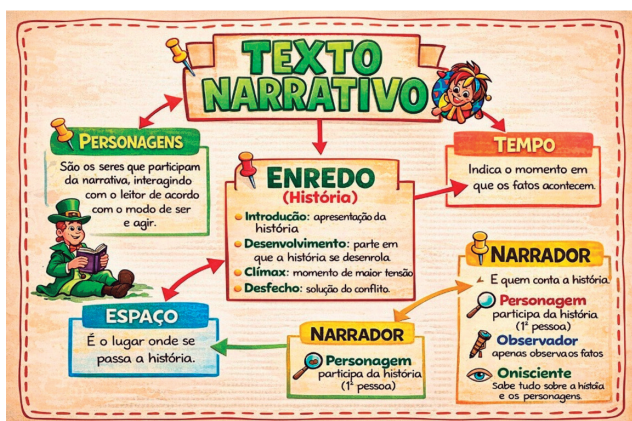 TEXTO
NARRATIVO
PERSONAGENS
São os seres que participam
da narrativa, interagindo
com o leitor de acordo
com o modo de ser
e agir.
ENREDO
(História)
Introdução: apresentação da
história
Desenvolvimento: parte em
que a história se desenrola
Clímax: momento de maior tensão
Desfecho: solução do conflito.
TEMPO
Indica o momento em
que os fatos acontecem.
ESPAÇO
É o lugar onde se
passa a história.
NARRADOR
Personagem
participa da história
(1ª pessoa)
NARRADOR
E quem conta a história.
Personagem
participa da história
(1ª pessoa)
Observador
apenas observa os fatos
Onisciente
Sabe tudo sobre a história
e os personagens.